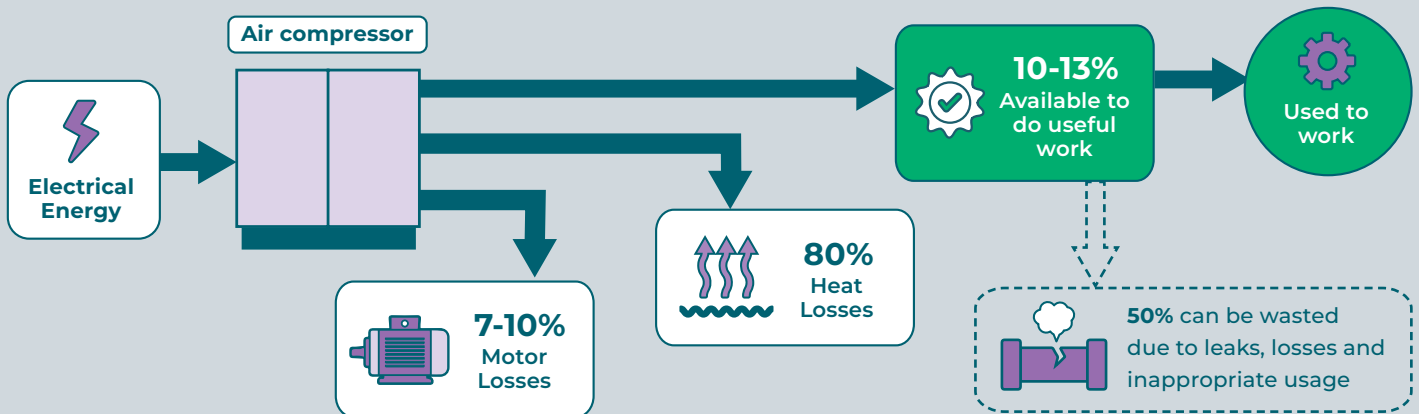 Air compressor
Electrical
Energy
10-13%
Available to
do useful
work
Used to
work
80%
Heat
Losses
7-10%
Motor
Losses
50% can be wasted
due to leaks, losses and
inappropriate usage